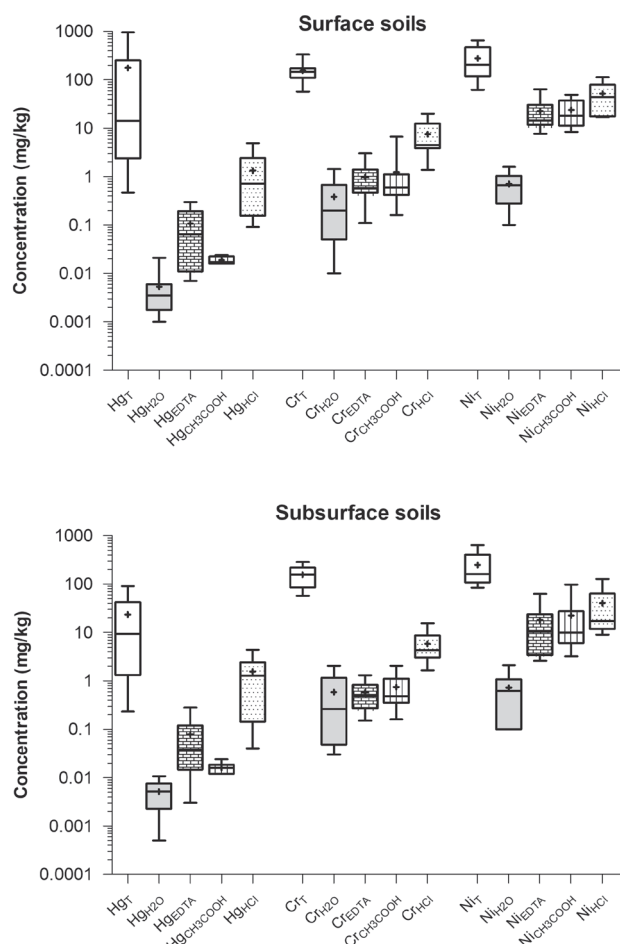 Surface soils
Concentration (mg/kg)
1000
100
10
1
0.1
0.01
0.001
0.0001
HgT
HgH2O
HgEDTA
HgCH3COOH
HgHCl
CrT
CrH2O
CrEDTA
CrCH3COOH
CrHCl
NiT
NiH2O
NiEDTA
NiCH3COOH
NiHCl
Subsurface soils
Concentration (mg/kg)
1000
100
10
1
0.1
0.01
0.001
0.0001
HgT
HgH2O
HgEDTA
HgCH3COOH
HgHCl
CrT
CrH2O
CrEDTA
CrCH3COOH
CrHCl
NiT
NiH2O
NiEDTA
NiCH3COOH
NiHCl